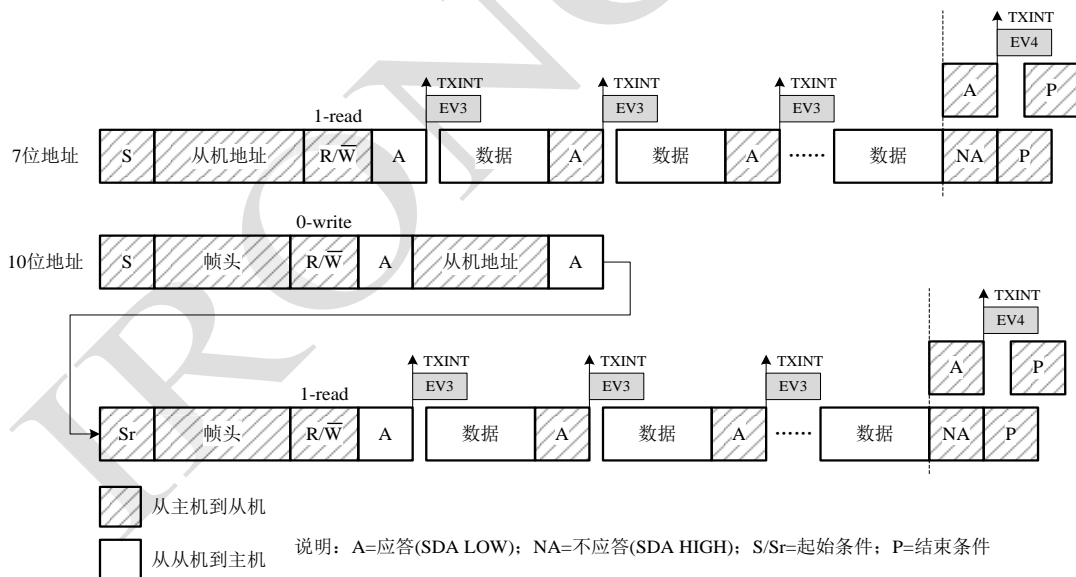 TXINT
EV4
TXINT TXINT TXINT
EV3 EV3 EV3 A P
1-read
7位地址 S 从机地址 R/W̅ A 数据 A 数据 A …… 数据 NA P
0-write
10位地址 S 帧头 R/W̅ A 从机地址 A
TXINT
EV4
TXINT TXINT TXINT
EV3 EV3 EV3 A P
1-read
Sr 帧头 R/W̅ A 数据 A 数据 A …… 数据 NA P
从主机到从机
从从机到主机 说明：A=应答(SDA LOW)；NA=不应答(SDA HIGH)；S/Sr=起始条件；P=结束条件